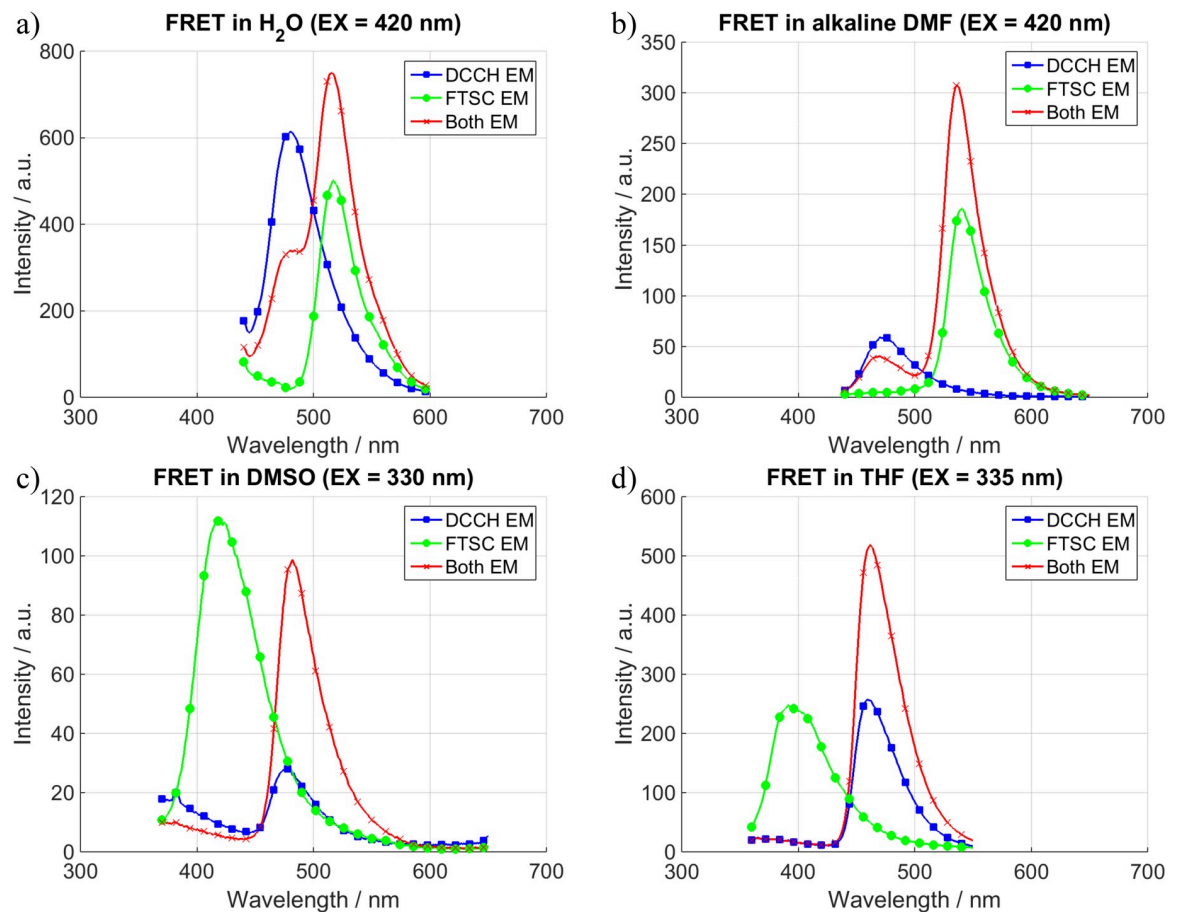 a)
FRET in H₂O (EX = 420 nm)
Intensity / a.u.
800
600
400
200
0
300
400
500
600
700
Wavelength / nm
DCCH EM
FTSC EM
Both EM
b)
FRET in alkaline DMF (EX = 420 nm)
Intensity / a.u.
350
300
250
200
150
100
50
0
300
400
500
600
700
Wavelength / nm
DCCH EM
FTSC EM
Both EM
c)
FRET in DMSO (EX = 330 nm)
Intensity / a.u.
120
100
80
60
40
20
0
300
400
500
600
700
Wavelength / nm
DCCH EM
FTSC EM
Both EM
d)
FRET in THF (EX = 335 nm)
Intensity / a.u.
600
500
400
300
200
100
0
300
400
500
600
700
Wavelength / nm
DCCH EM
FTSC EM
Both EM